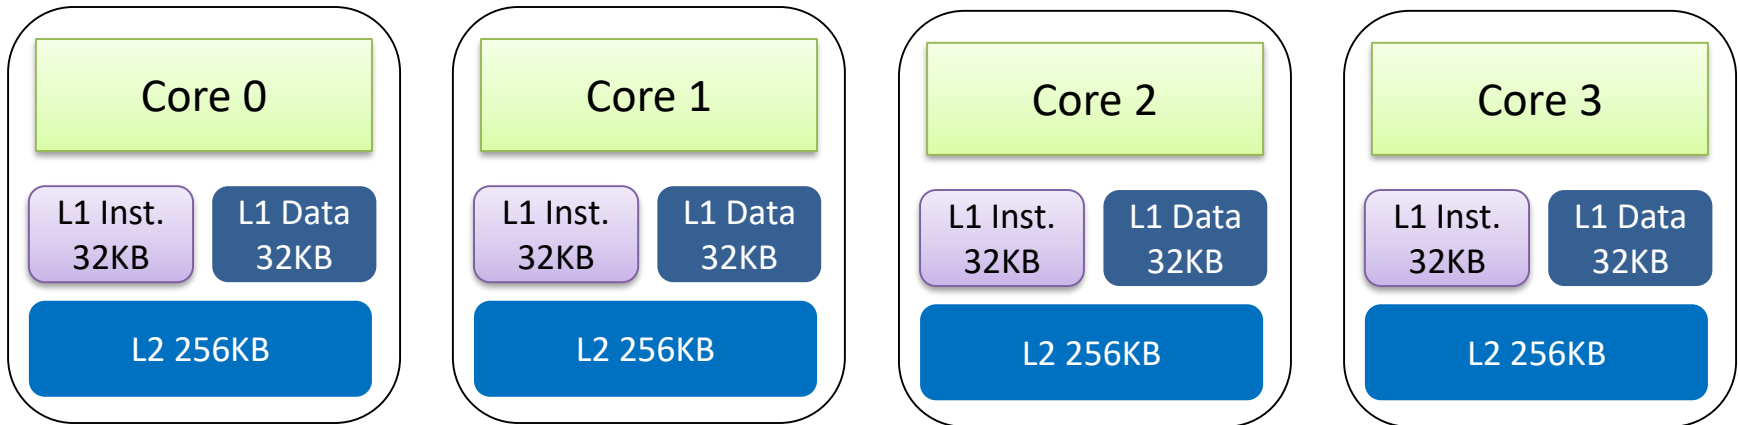 Core 0
L1 Inst.
32KB
L1 Data
32KB
L2 256KB
Core 1
L1 Inst.
32KB
L1 Data
32KB
L2 256KB
Core 2
L1 Inst.
32KB
L1 Data
32KB
L2 256KB
Core 3
L1 Inst.
32KB
L1 Data
32KB
L2 256KB